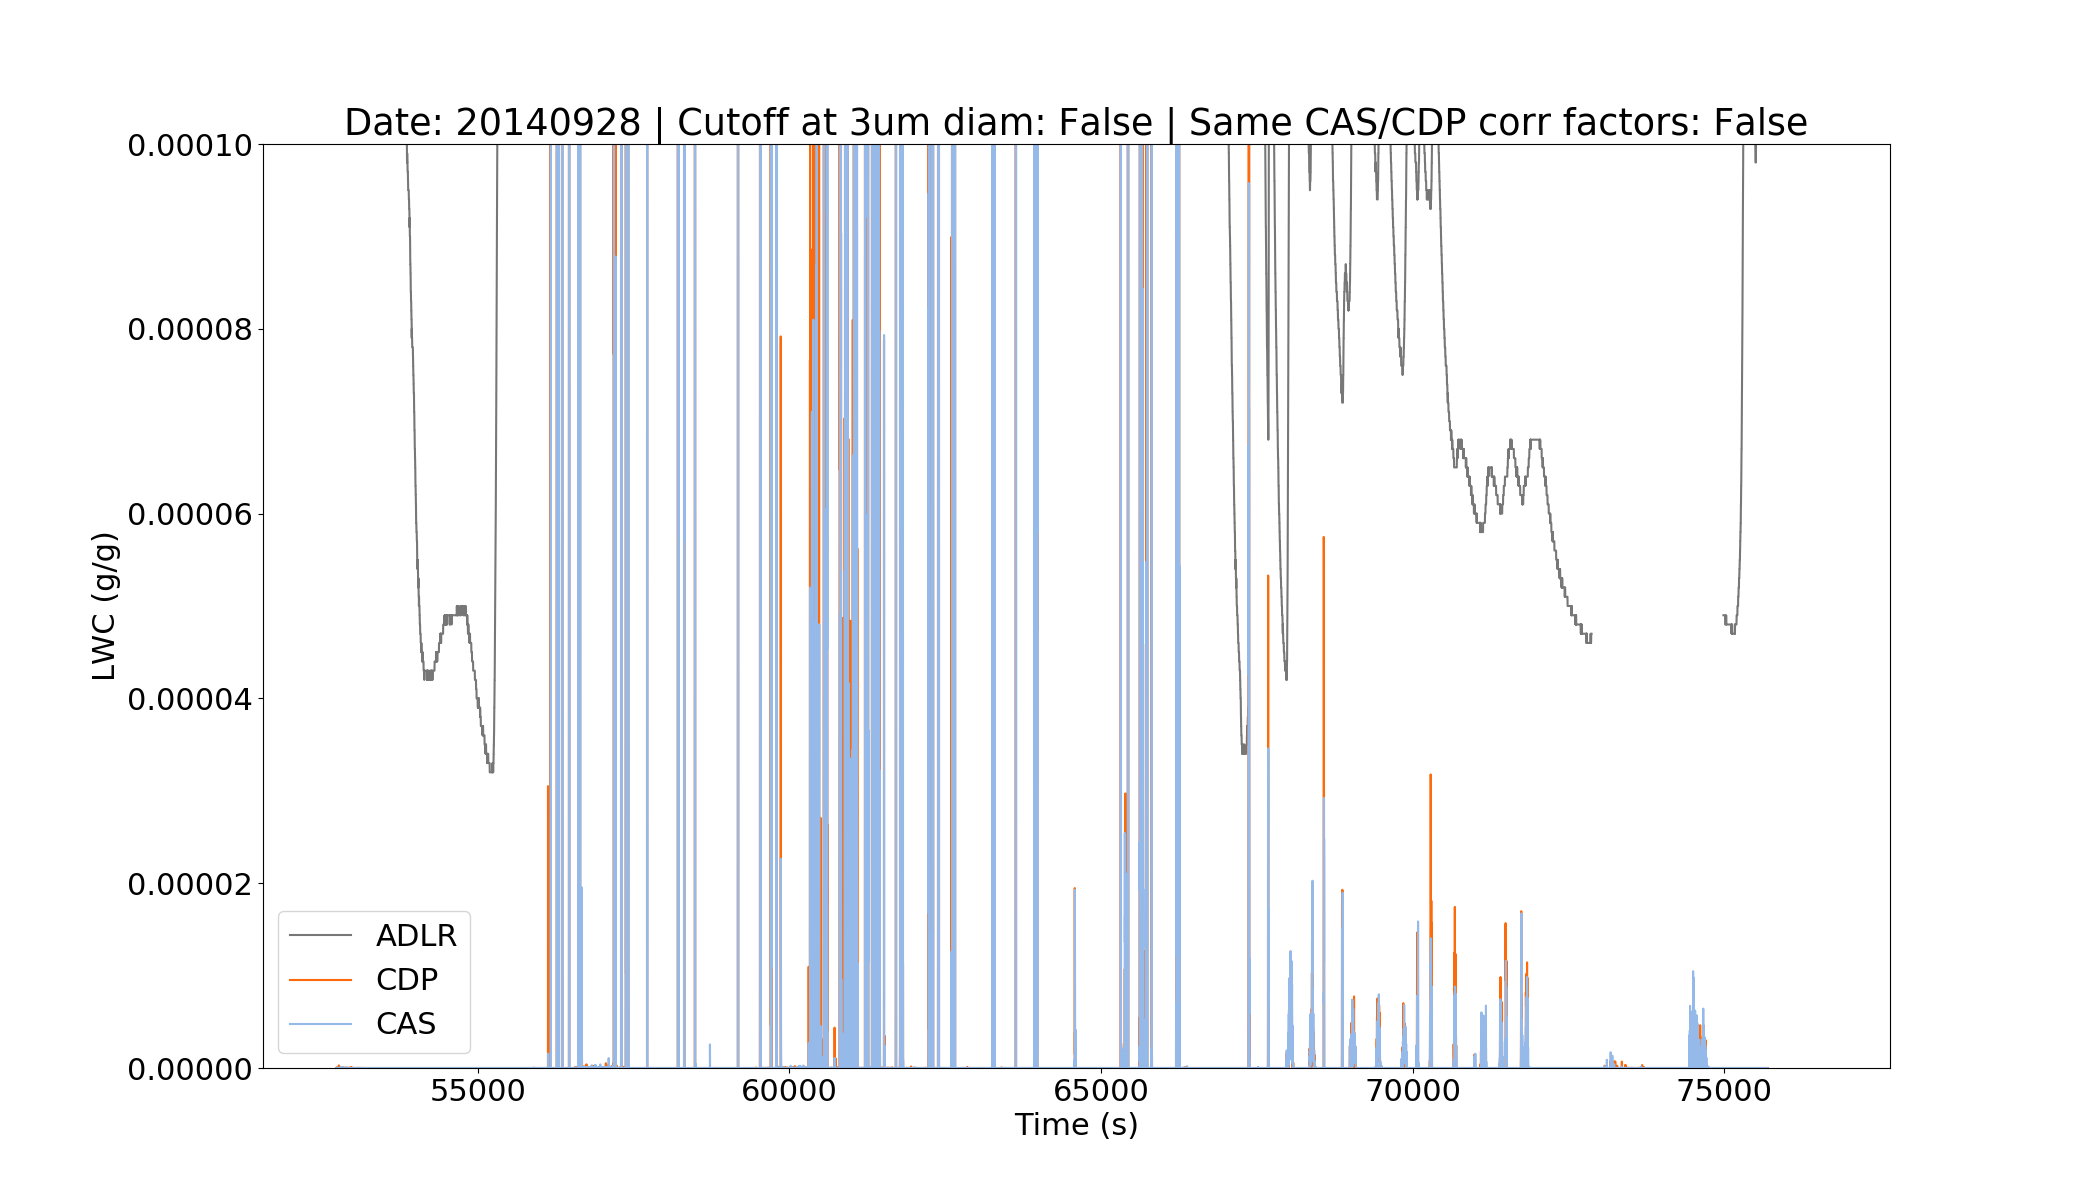 Date: 20140928 | Cutoff at 3um diam: False | Same CAS/CDP corr factors: False
0.00010
0.00008
0.00006
0.00004
0.00002
0.00000
LWC (g/g)
ADLR
CDP
CAS
55000 60000 65000 70000 75000
Time (s)